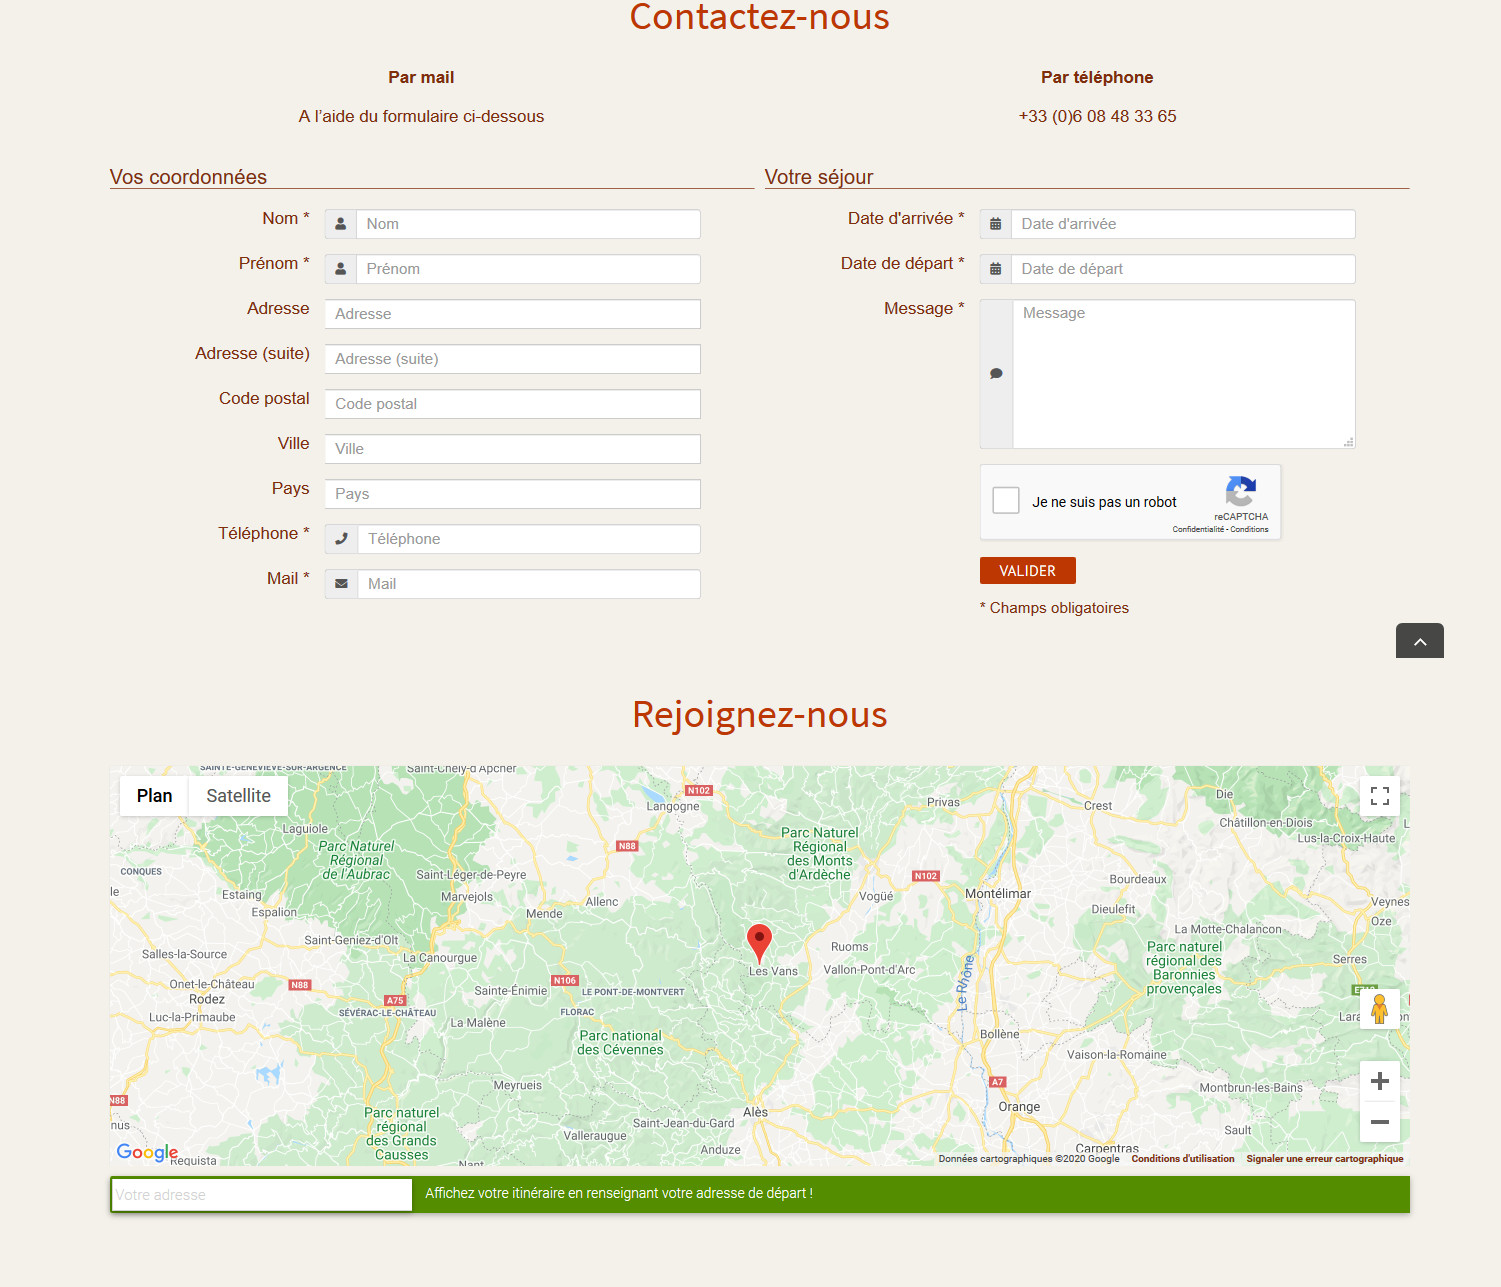 Contactez-nous
Par mail
A l'aide du formulaire ci-dessous
Par téléphone
+33 (0)6 08 48 33 65
Vos coordonnées
Nom *
Nom
Prénom *
Prénom
Adresse
Adresse
Adresse (suite)
Adresse (suite)
Code postal
Code postal
Ville
Ville
Pays
Pays
Téléphone *
Téléphone
Mail *
Mail
Votre séjour
Date d'arrivée *
Date d'arrivée
Date de départ *
Date de départ
Message *
Message
Je ne suis pas un robot
reCAPTCHA
Confidentialité - Conditions
VALIDER
* Champs obligatoires
Rejoignez-nous
SAINTE-GENEVIÈVE-SUR-ARGENCE
Saint-Chély-d'Apcher
Plan
Satellite
N102
Langogne
Privas
Crest
Die
Châtillon-en-Diois
Lus-la-Croix-Haute
Laguiole
Parc Naturel
Régional
de l'Aubrac
N88
Parc Naturel
Régional
des Monts
d'Ardèche
CONQUES
Saint-Léger-de-Peyre
N102
Bourdeaux
Estaing
Marvejols
Allenc
Vogüé
Montélimar
Veynes
Espalion
Mende
Dieulefit
Oze
Saint-Geniez-d'Olt
La Motte-Chalancon
Salles-la-Source
La Canourgue
Ruoms
Parc naturel
régional des
Baronnies
provençales
Serres
Les Vans
Vallon-Pont-d'Arc
Onet-le-Château
N88
Rodez
A75
Sainte-Énimie
N106
LE PONT-DE-MONTVERT
Le Rhône
Luc-la-Primaube
SÉVÉRAC-LE-CHÂTEAU
FLORAC
La Malène
Parc national
des Cévennes
Bollène
Vaison-la-Romaine
Meyrueis
A7
Montbrun-les-Bains
N88
nus
Parc naturel
régional
des Grands
Causses
Alès
Orange
Saint-Jean-du-Gard
Sault
Valleraugue
Anduze
Carpentras
Google
Requista
Nant
Données cartographiques ©2020 Google
Conditions d'utilisation
Signaler une erreur cartographique
Votre adresse
Affichez votre itinéraire en renseignant votre adresse de départ !